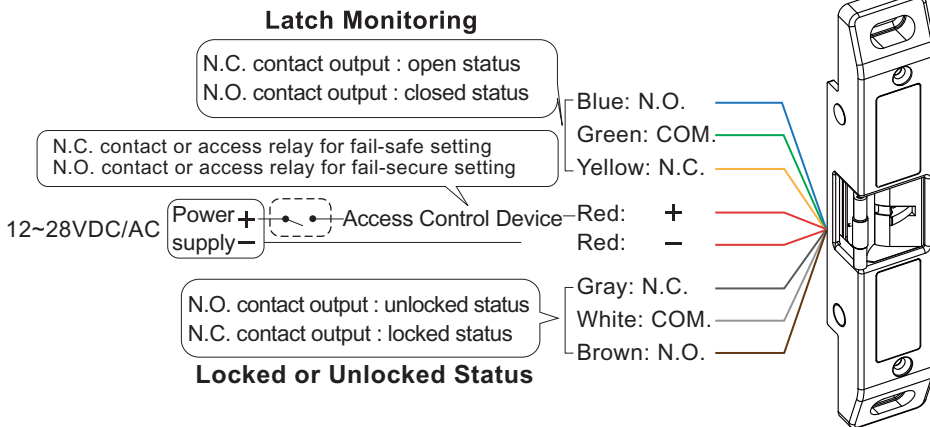 Latch Monitoring
N.C. contact output : open status
N.O. contact output : closed status
Blue: N.O.
Green: COM.
Yellow: N.C.
N.C. contact or access relay for fail-safe setting
N.O. contact or access relay for fail-secure setting
12~28VDC/AC
Power +
supply −
Access Control Device
Red: +
Red: −
Gray: N.C.
White: COM.
Brown: N.O.
N.O. contact output : unlocked status
N.C. contact output : locked status
Locked or Unlocked Status